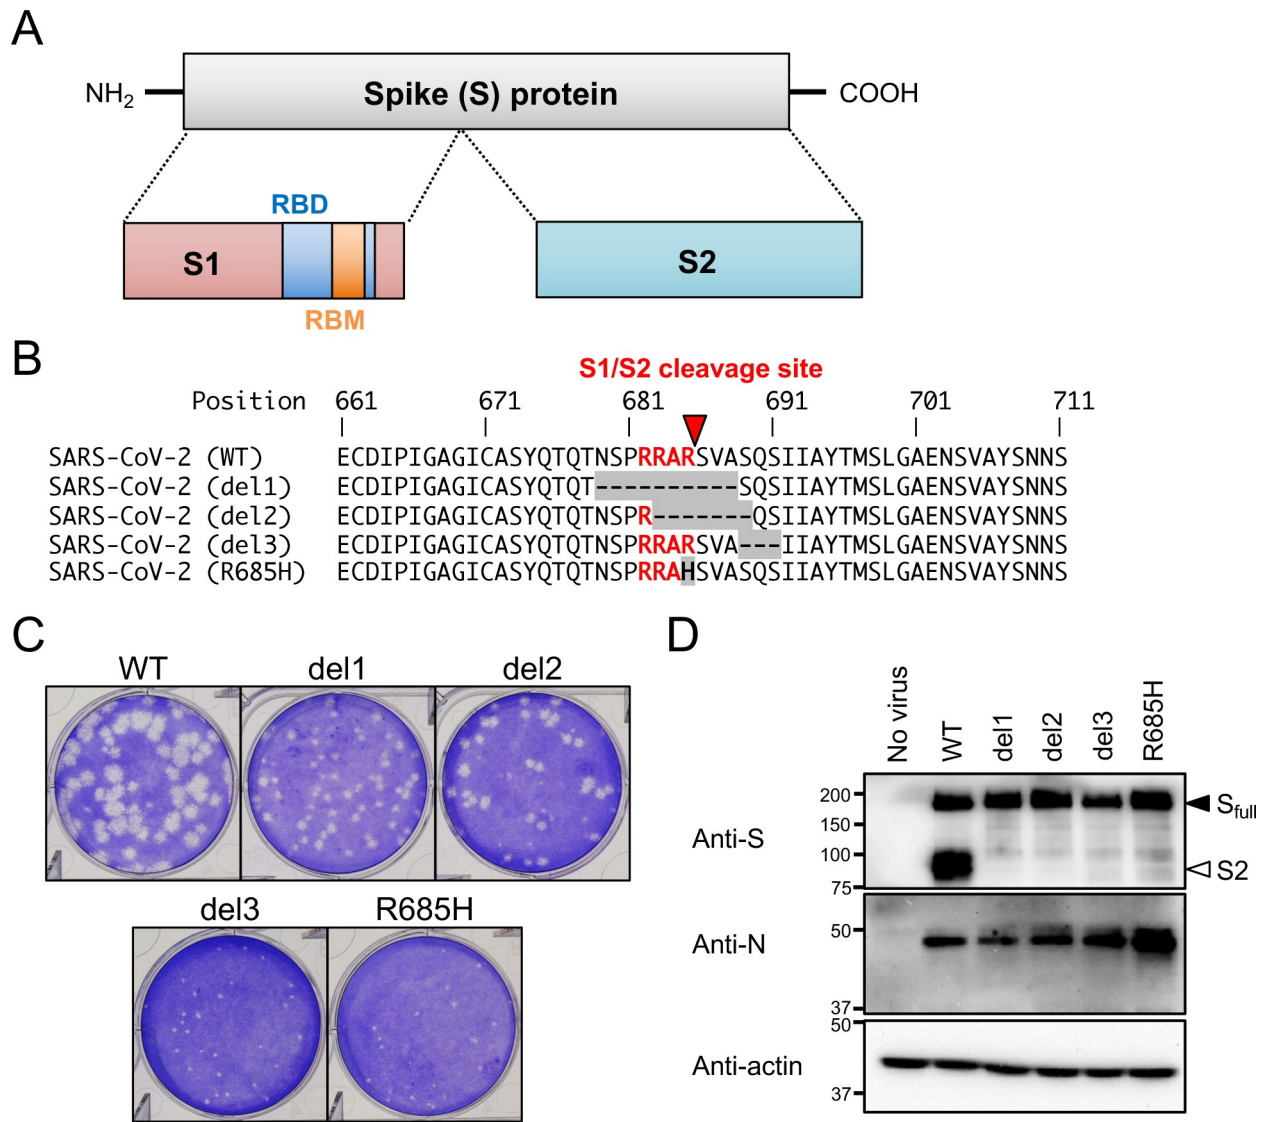 A
NH2
Spike (S) protein
COOH
RBD
S1
S2
RBM
B
S1/S2 cleavage site
Position 661 671 681 691 701 711
SARS-CoV-2 (WT) ECDIPIGAGICASYQTQTNSPRRARSVASQSIIAYTMSLGAENSVAYSNNS
SARS-CoV-2 (del1) ECDIPIGAGICASYQTQT----------SQSIIAYTMSLGAENSVAYSNNS
SARS-CoV-2 (del2) ECDIPIGAGICASYQTQTNSPR-------QSIIAYTMSLGAENSVAYSNNS
SARS-CoV-2 (del3) ECDIPIGAGICASYQTQTNSPRRARSVA---IIAYTMSLGAENSVAYSNNS
SARS-CoV-2 (R685H) ECDIPIGAGICASYQTQTNSPRRAHSVASQSIIAYTMSLGAENSVAYSNNS
C
WT del1 del2
del3 R685H
D
No virus WT del1 del2 del3 R685H
200
150
100
75
Anti-S
Sfull
S2
50
37
Anti-N
50
37
Anti-actin